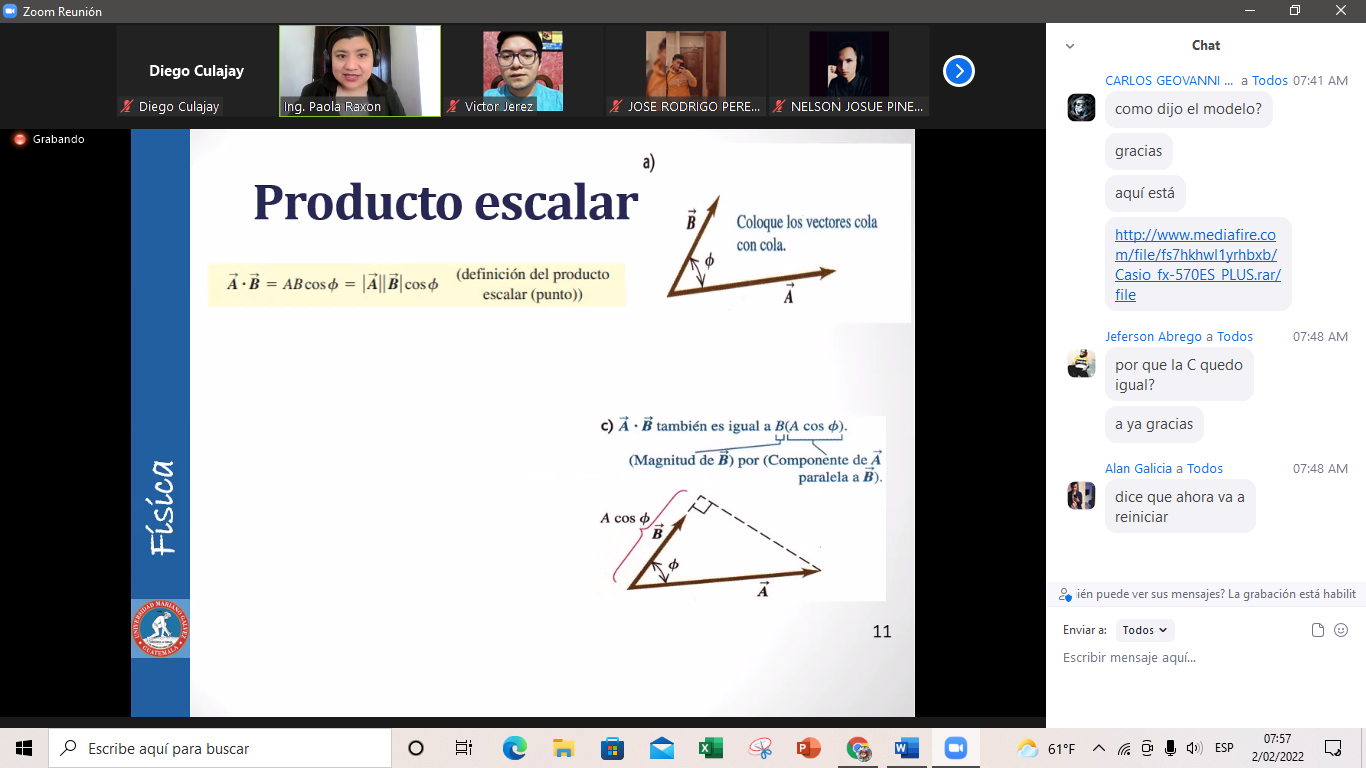 Zoom Reunión
Diego Culajay
Diego Culajay
Ing. Paola Raxon
Victor Jerez
JOSE RODRIGO PERE...
NELSON JOSUE PINE...
Grabando
Producto escalar
a)
B
Coloque los vectores cola
con cola.
ϕ
A
A · B = AB cos ϕ = |A||B| cos ϕ (definición del producto
escalar (punto))
c) A · B también es igual a B(A cos ϕ).
(Magnitud de B) por (Componente de A
paralela a B).
A cos ϕ
B
ϕ
A
Física
UNIVERSIDAD MARIANO GALVEZ
GUATEMALA
11
Chat
CARLOS GEOVANNI ... a Todos 07:41 AM
como dijo el modelo?
gracias
aquí está
http://www.mediafire.co
m/file/fs7hkhwl1yrhbxb/
Casio_fx-570ES_PLUS.rar/
file
Jeferson Abrego a Todos 07:48 AM
por que la C quedo
igual?
a ya gracias
Alan Galicia a Todos 07:48 AM
dice que ahora va a
reiniciar
ién puede ver sus mensajes? La grabación está habilit
Enviar a: Todos
Escribir mensaje aquí...
Escribe aquí para buscar
61°F
ESP
07:57
2/02/2022